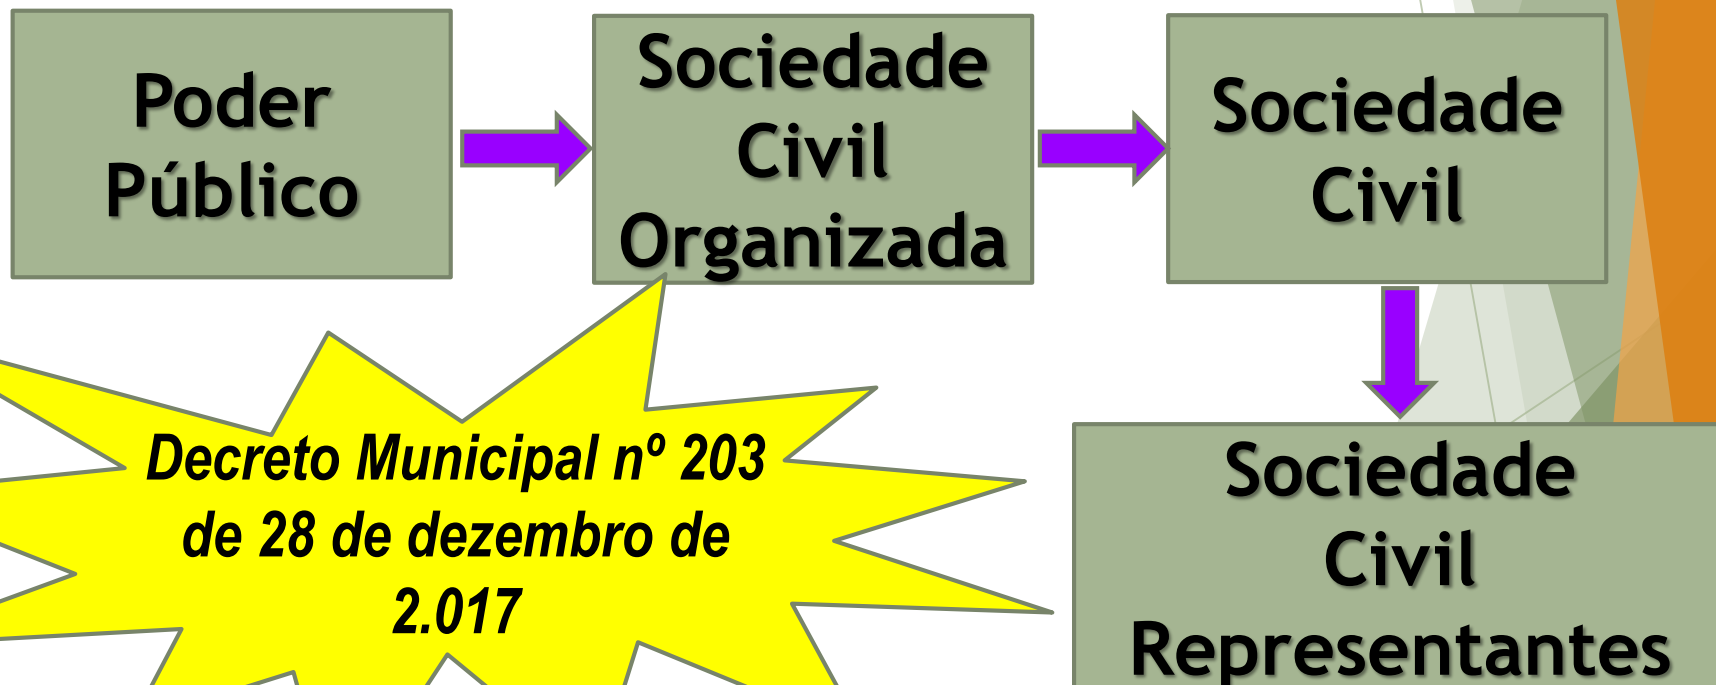 Poder
Público
Sociedade
Civil
Organizada
Sociedade
Civil
Decreto Municipal nº 203
de 28 de dezembro de
2.017
Sociedade
Civil
Representantes